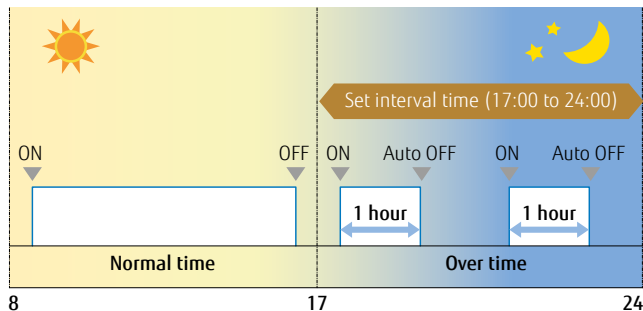 Set interval time (17:00 to 24:00)
ON OFF ON Auto OFF ON Auto OFF
1 hour 1 hour
Normal time Over time
8 17 24